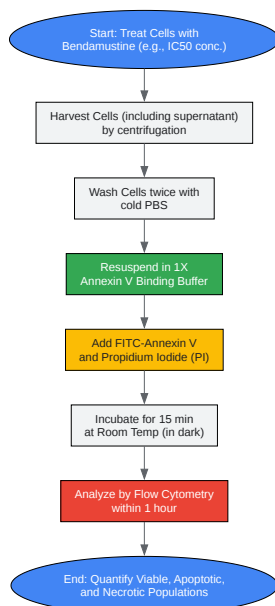 Start: Treat Cells with
Bendamustine (e.g., IC50 conc.)
Harvest Cells (including supernatant)
by centrifugation
Wash Cells twice with
cold PBS
Resuspend in 1X
Annexin V Binding Buffer
Add FITC-Annexin V
and Propidium Iodide (PI)
Incubate for 15 min
at Room Temp (in dark)
Analyze by Flow Cytometry
within 1 hour
End: Quantify Viable, Apoptotic,
and Necrotic Populations